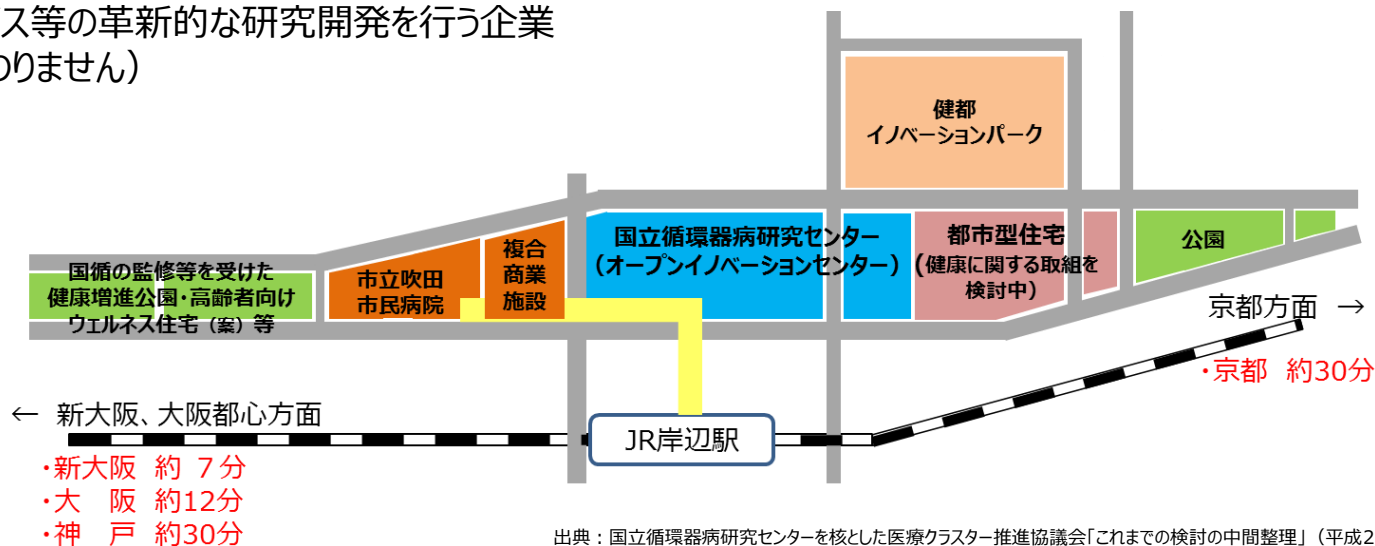 ス等の革新的な研究開発を行う企業
わりません）
健都
イノベーションパーク
国循の監修等を受けた
健康増進公園・高齢者向け
ウェルネス住宅（案）等
市立吹田
市民病院
複合
商業
施設
国立循環器病研究センター
（オープンイノベーションセンター）
都市型住宅
(健康に関する取組を
検討中）
公園
京都方面 →
・京都 約30分
← 新大阪、大阪都心方面
JR岸辺駅
・新大阪 約 7分
・大 阪 約12分
・神 戸 約30分
出典：国立循環器病研究センターを核とした医療クラスター推進協議会「これまでの検討の中間整理」（平成2